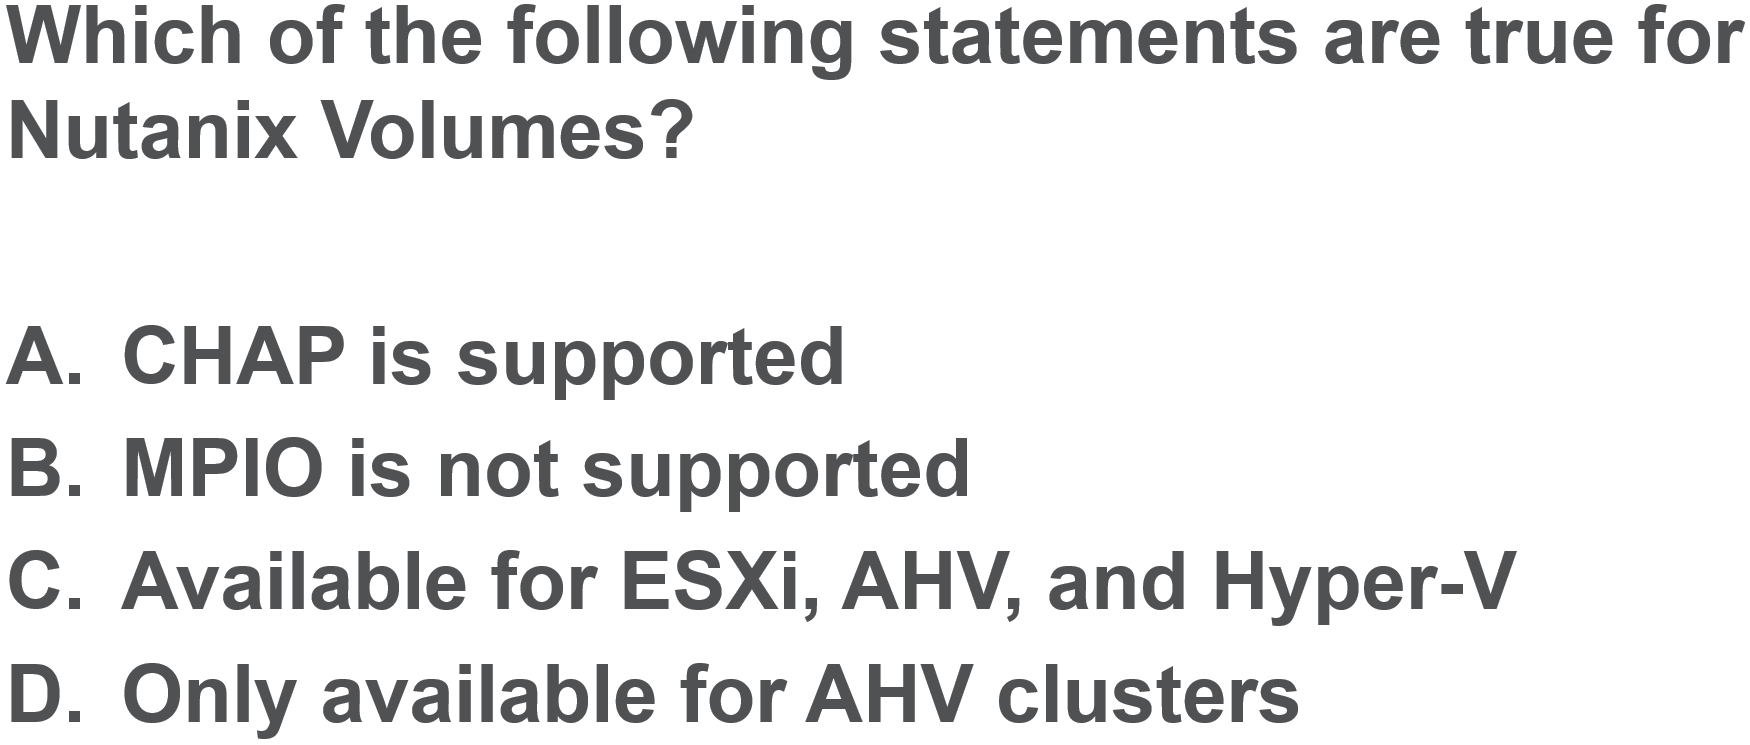 Which of the following statements are true for
Nutanix Volumes?
A. CHAP is supported
B. MPIO is not supported
C. Available for ESXi, AHV, and Hyper-V
D. Only available for AHV clusters